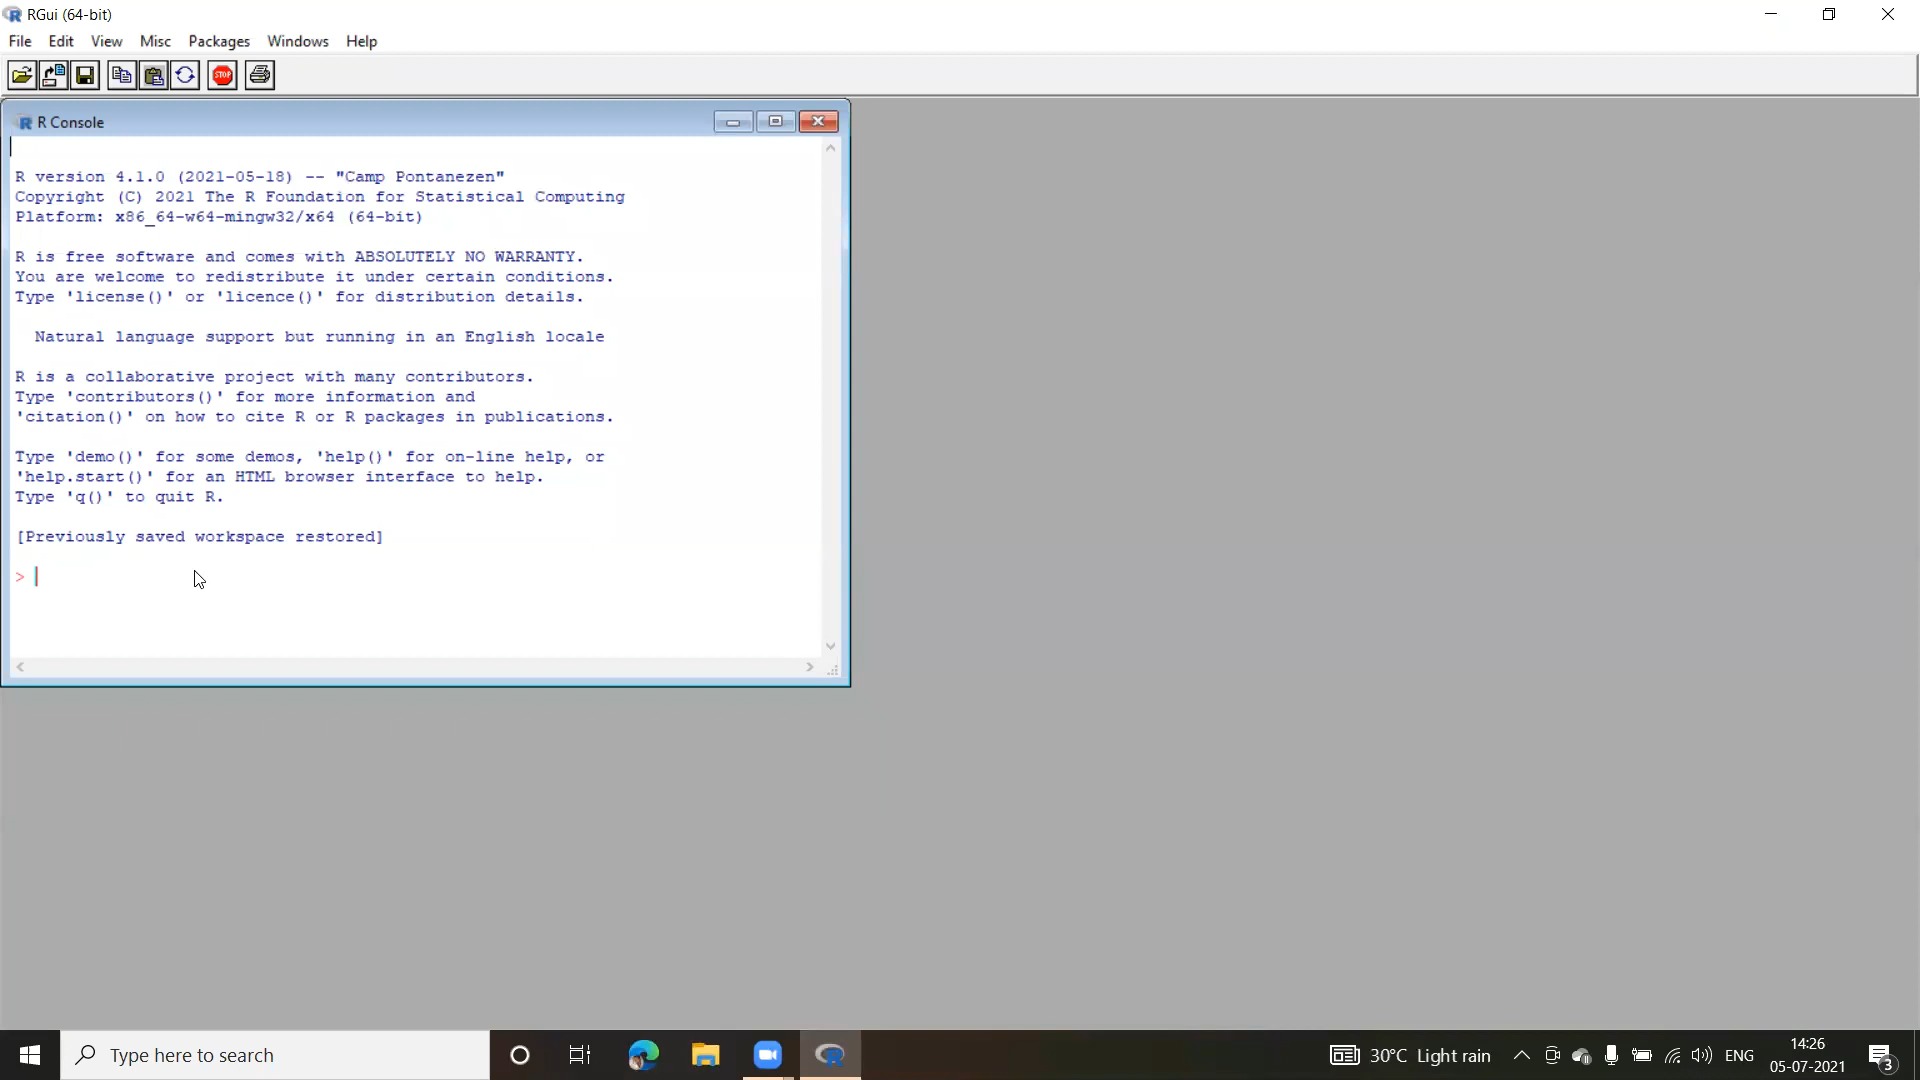 RGui (64-bit)
File Edit View Misc Packages Windows Help
STOP
R Console
R version 4.1.0 (2021-05-18) -- "Camp Pontanezen"
Copyright (C) 2021 The R Foundation for Statistical Computing
Platform: x86_64-w64-mingw32/x64 (64-bit)
R is free software and comes with ABSOLUTELY NO WARRANTY.
You are welcome to redistribute it under certain conditions.
Type 'license()' or 'licence()' for distribution details.
Natural language support but running in an English locale
R is a collaborative project with many contributors.
Type 'contributors()' for more information and
'citation()' on how to cite R or R packages in publications.
Type 'demo()' for some demos, 'help()' for on-line help, or
'help.start()' for an HTML browser interface to help.
Type 'q()' to quit R.
[Previously saved workspace restored]
>
Type here to search
30°C Light rain
ENG
14:26
05-07-2021
3